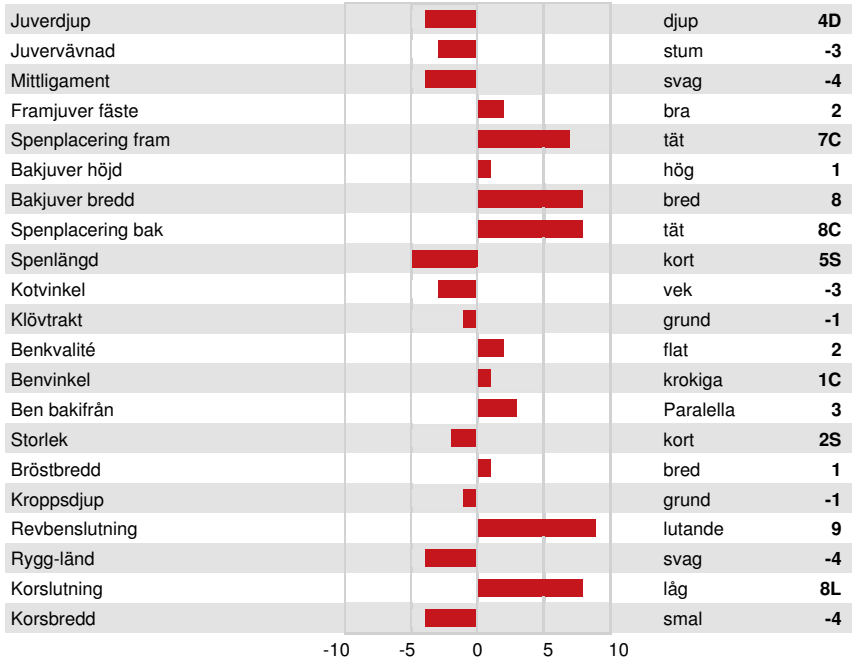 Juverdjup djup 4D
Juvervävnad stum -3
Mittligament svag -4
Framjuver fäste bra 2
Spenplacering fram tät 7C
Bakjuver höjd hög 1
Bakjuver bredd bred 8
Spenplacering bak tät 8C
Spenlängd kort 5S
Kotvinkel vek -3
Klövtrakt grund -1
Benkvalité flat 2
Benvinkel krokiga 1C
Ben bakifrån Paralella 3
Storlek kort 2S
Bröstbredd bred 1
Kroppsdjup grund -1
Revbenslutning lutande 9
Rygg-länd svag -4
Korslutning låg 8L
Korsbredd smal -4
-10 -5 0 5 10